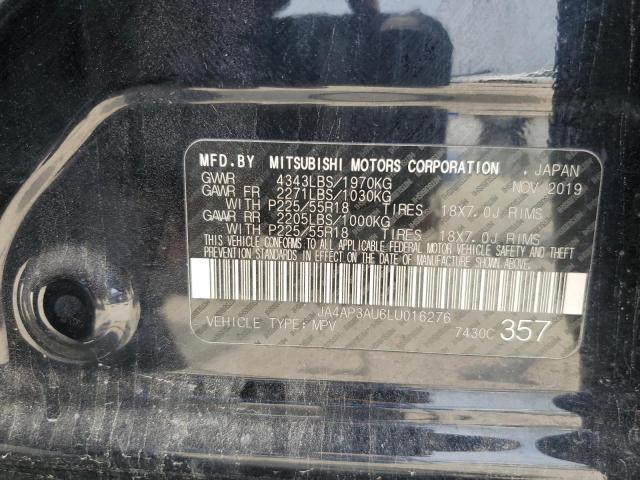 MFD.BY MITSUBISHI MOTORS CORPORATION . JAPAN
GVWR 4343LBS/1970KG NOV 2019
GAWR FR 2271LBS/1030KG
WITH P225/55R18 TIRES 18X7.0J RIMS
GAWR RR 2205LBS/1000KG
WITH P225/55R18 TIRES 18X7.0J RIMS
THIS VEHICLE CONFORMS TO ALL APPLICABLE FEDERAL MOTOR VEHICLE SAFETY AND THEFT
PREVENTION STANDARDS IN EFFECT ON THE DATE OF MANUFACTURE SHOWN ABOVE.
JA4AP3AU6LU016276
VEHICLE TYPE: MPV 7430C 357